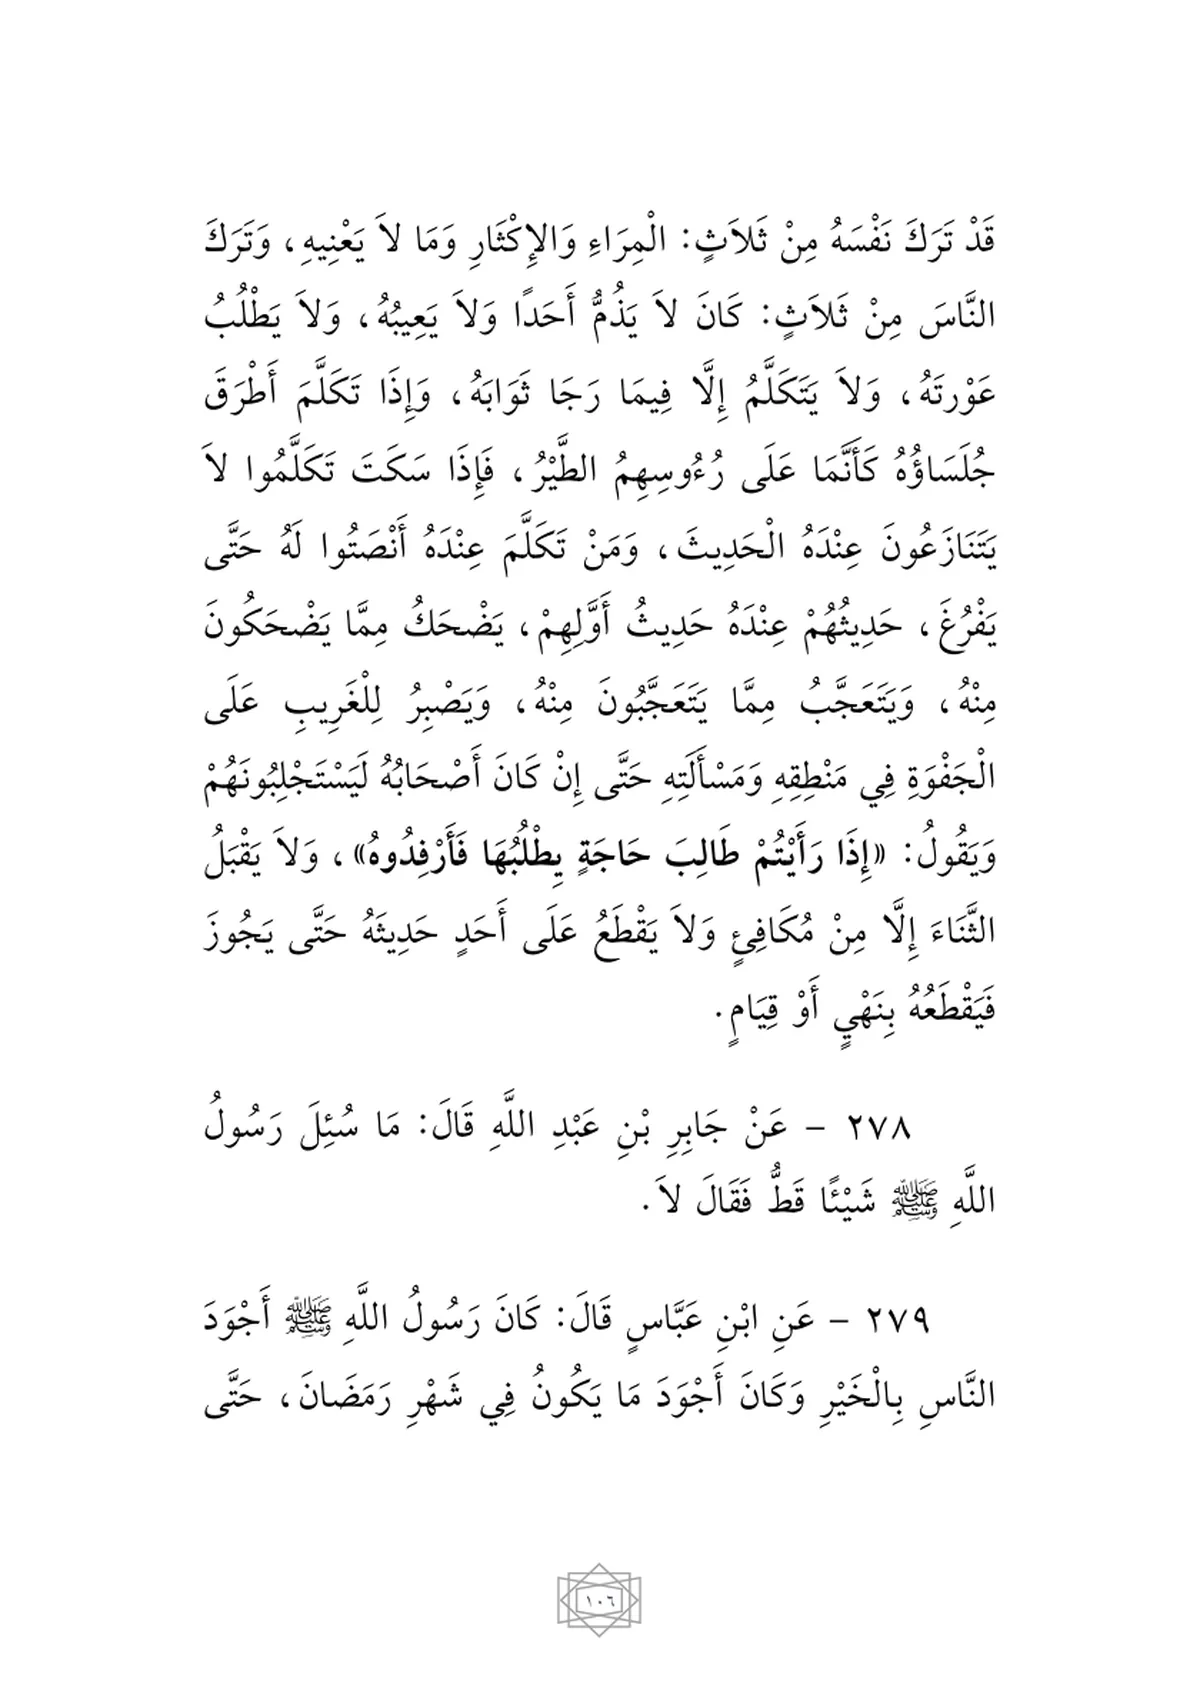 قَدْ تَرَكَ نَفْسَهُ مِنْ ثَلاَثٍ: الْمِرَاءِ وَالإِكْثَارِ وَمَا لاَ يَعْنِيهِ، وَتَرَكَ
النَّاسَ مِنْ ثَلاَثٍ: كَانَ لاَ يَذُمُّ أَحَدًا وَلاَ يَعِيبُهُ، وَلاَ يَطْلُبُ
عَوْرتَهُ، وَلاَ يَتَكَلَّمُ إِلَّا فِيمَا رَجَا ثَوَابَهُ، وَإِذَا تَكَلَّمَ أَطْرَقَ
جُلَسَاؤُهُ كَأَنَّمَا عَلَى رُءُوسِهِمُ الطَّيْرُ، فَإِذَا سَكَتَ تَكَلَّمُوا لاَ
يَتَنَازَعُونَ عِنْدَهُ الْحَدِيثَ، وَمَنْ تَكَلَّمَ عِنْدَهُ أَنْصَتُوا لَهُ حَتَّى
يَفْرُغَ، حَدِيثُهُمْ عِنْدَهُ حَدِيثُ أَوَّلِهِمْ، يَضْحَكُ مِمَّا يَضْحَكُونَ
مِنْهُ، وَيَتَعَجَّبُ مِمَّا يَتَعَجَّبُونَ مِنْهُ، وَيَصْبِرُ لِلْغَرِيبِ عَلَى
الْجَفْوَةِ فِي مَنْطِقِهِ وَمَسْأَلَتِهِ حَتَّى إِنْ كَانَ أَصْحَابُهُ لَيَسْتَجْلِبُونَهُمْ
وَيَقُولُ: «إِذَا رَأَيْتُمْ طَالِبَ حَاجَةٍ يِطْلُبُهَا فَأَرْفِدُوهُ»، وَلاَ يَقْبَلُ
الثَّنَاءَ إِلَّا مِنْ مُكَافِئٍ وَلاَ يَقْطَعُ عَلَى أَحَدٍ حَدِيثَهُ حَتَّى يَجُوزَ
فَيَقْطَعُهُ بِنَهْيٍ أَوْ قِيَامٍ.
٢٧٨ – عَنْ جَابِرِ بْنِ عَبْدِ اللَّهِ قَالَ: مَا سُئِلَ رَسُولُ
اللَّهِ ﷺ شَيْئًا قَطُّ فَقَالَ لاَ.
٢٧٩ – عَنِ ابْنِ عَبَّاسٍ قَالَ: كَانَ رَسُولُ اللَّهِ ﷺ أَجْوَدَ
النَّاسِ بِالْخَيْرِ وَكَانَ أَجْوَدَ مَا يَكُونُ فِي شَهْرِ رَمَضَانَ، حَتَّى
١٠٦